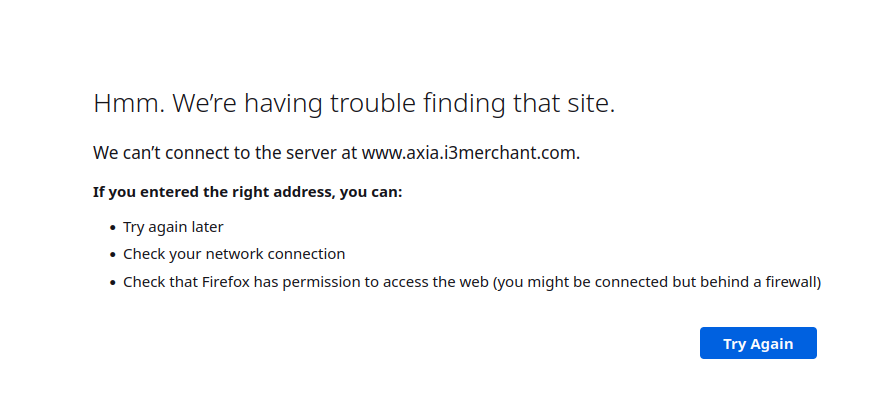 Hmm. We’re having trouble finding that site.
We can’t connect to the server at www.axia.i3merchant.com.
If you entered the right address, you can:
• Try again later
• Check your network connection
• Check that Firefox has permission to access the web (you might be connected but behind a firewall)
Try Again